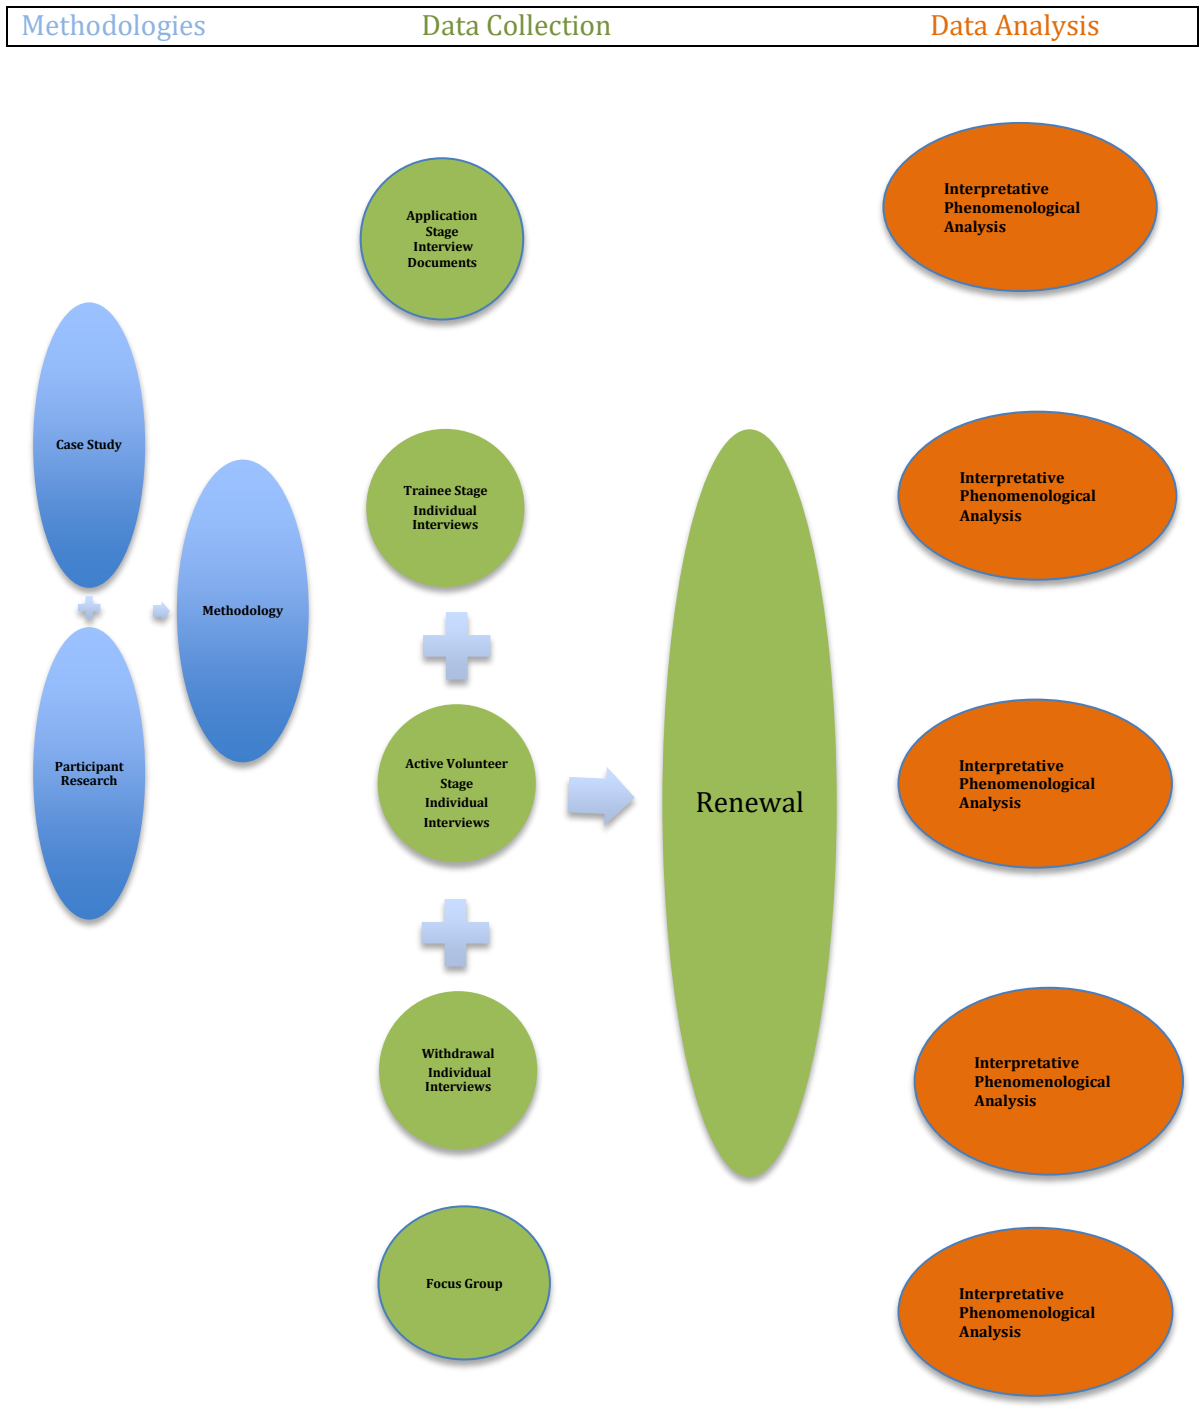 Methodologies Data Collection Data Analysis
Application
Stage
Interview
Documents
Interpretative
Phenomenological
Analysis
Case Study
Methodology
Participant
Research
Trainee Stage
Individual
Interviews
Active Volunteer
Stage
Individual
Interviews
Withdrawal
Individual
Interviews
Focus Group
Renewal
Interpretative
Phenomenological
Analysis
Interpretative
Phenomenological
Analysis
Interpretative
Phenomenological
Analysis
Interpretative
Phenomenological
Analysis